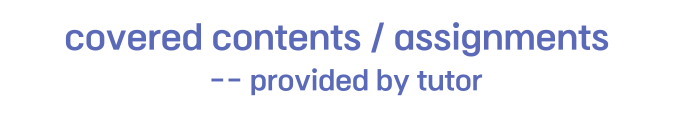 covered contents / assignments
-- provided by tutor